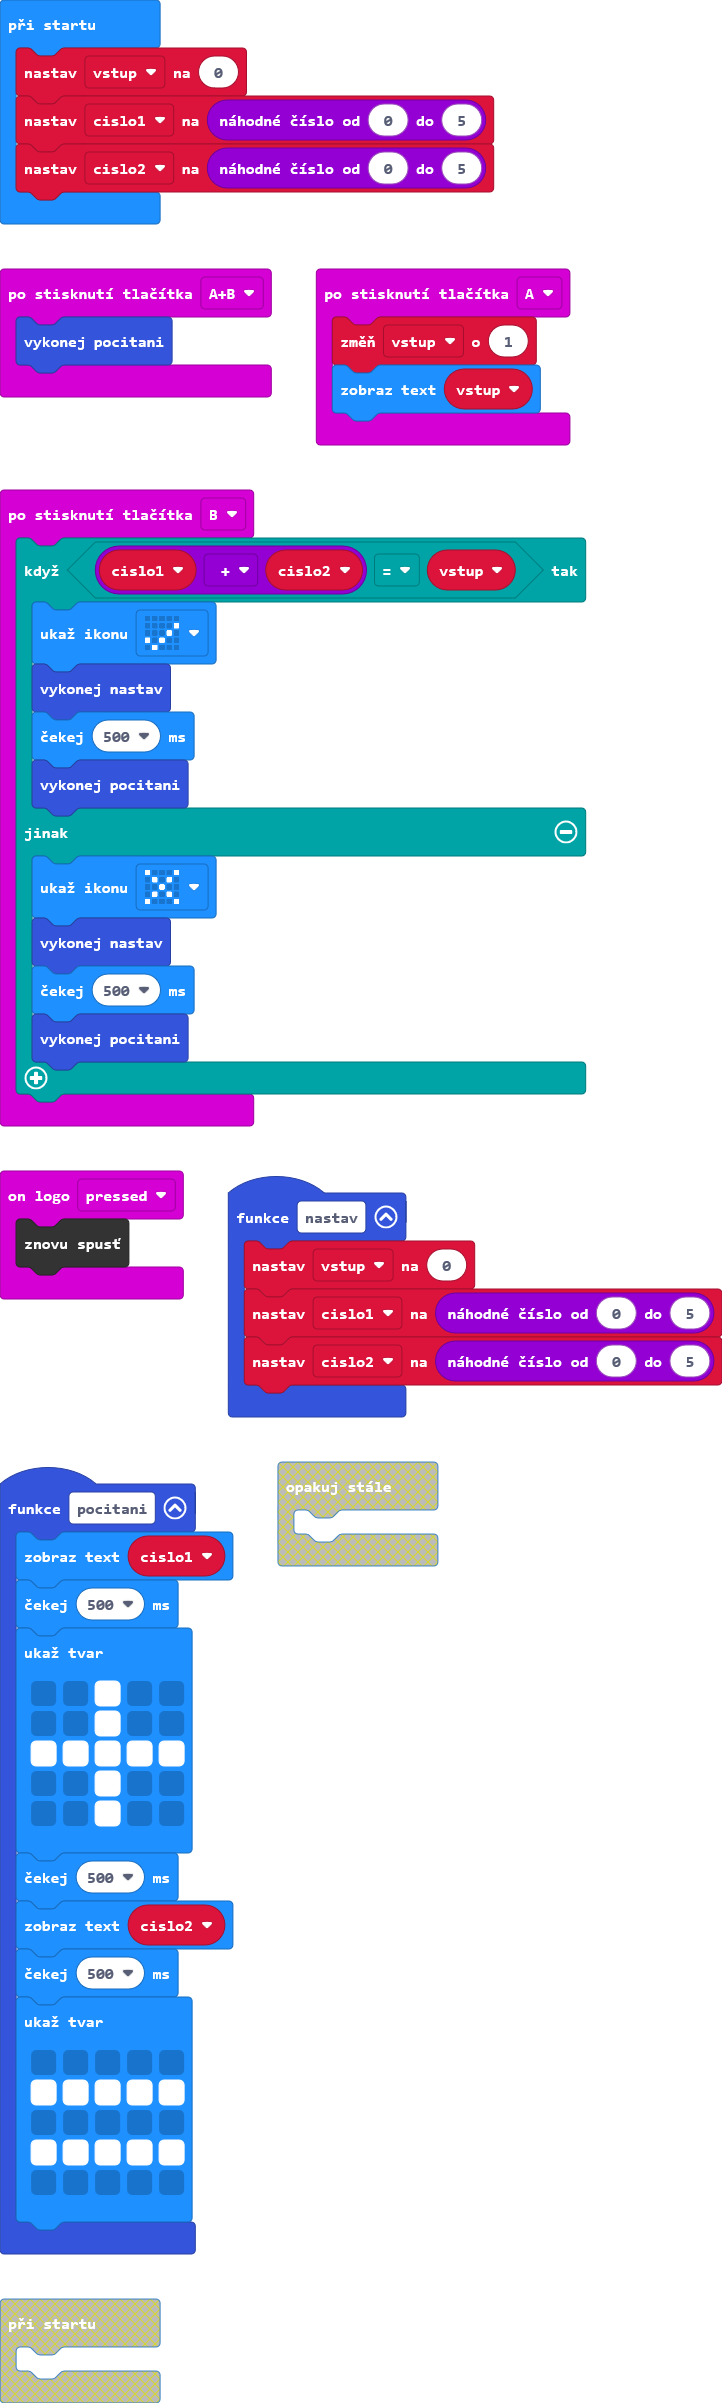 při startu
nastav vstup na 0
nastav cislo1 na náhodné číslo od 0 do 5
nastav cislo2 na náhodné číslo od 0 do 5
po stisknutí tlačítka A+B
vykonej pocitani
po stisknutí tlačítka A
změň vstup o 1
zobraz text vstup
po stisknutí tlačítka B
když cislo1 + cislo2 = vstup tak
ukaž ikonu
vykonej nastav
čekej 500 ms
vykonej pocitani
jinak
ukaž ikonu
vykonej nastav
čekej 500 ms
vykonej pocitani
on logo pressed
znovu spusť
funkce nastav
nastav vstup na 0
nastav cislo1 na náhodné číslo od 0 do 5
nastav cislo2 na náhodné číslo od 0 do 5
funkce pocitani
zobraz text cislo1
čekej 500 ms
ukaž tvar
čekej 500 ms
zobraz text cislo2
čekej 500 ms
ukaž tvar
opakuj stále
při startu